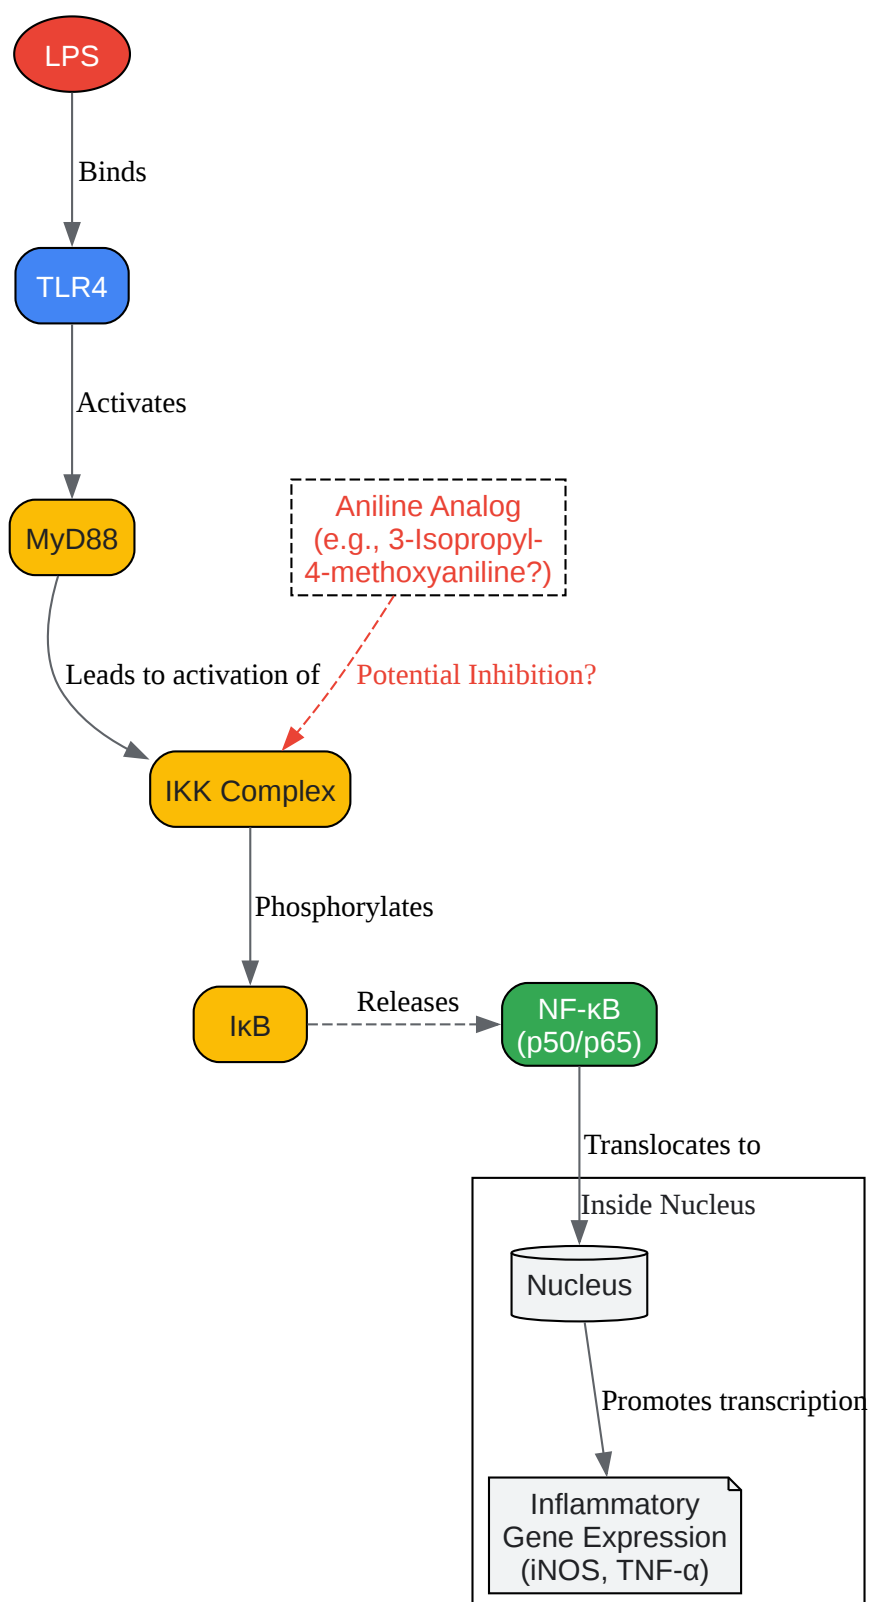 LPS
Binds
TLR4
Activates
MyD88
Aniline Analog
(e.g., 3-Isopropyl-
4-methoxyaniline?)
Leads to activation of
Potential Inhibition?
IKK Complex
Phosphorylates
IκB
Releases
NF-κB
(p50/p65)
Translocates to
Inside Nucleus
Nucleus
Promotes transcription
Inflammatory
Gene Expression
(iNOS, TNF-α)